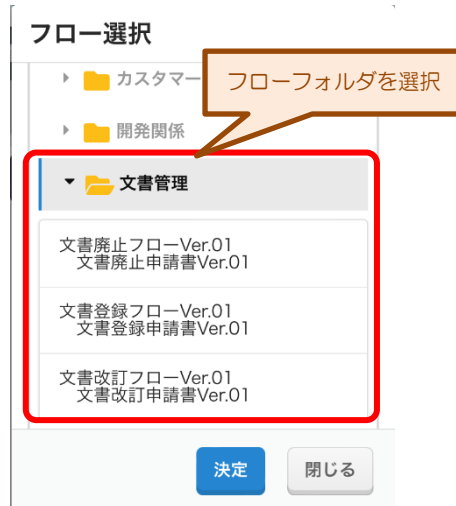 フロー選択
カスタマー
フローフォルダを選択
開発関係
文書管理
文書廃止フローVer.01
文書廃止申請書Ver.01
文書登録フローVer.01
文書登録申請書Ver.01
文書改訂フローVer.01
文書改訂申請書Ver.01
決定
閉じる